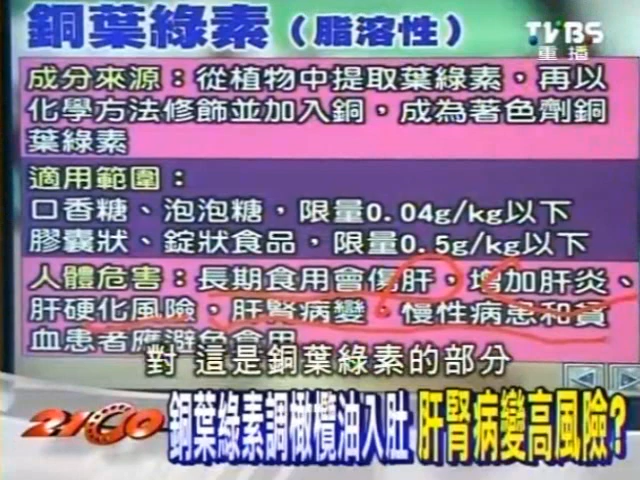 銅葉綠素（脂溶性）
TVBS
重播
成分來源：從植物中提取葉綠素，再以
化學方法修飾並加入銅，成為著色劑銅
葉綠素
適用範圍：
口香糖、泡泡糖，限量0.04g/kg以下
膠囊狀、錠狀食品，限量0.5g/kg以下
人體危害：長期食用會傷肝，增加肝炎、
肝硬化風險，肝腎病變，慢性病患和貧
血患者應避免食用
對 這是銅葉綠素的部分
2100
銅葉綠素調橄欖油入肚 肝腎病變高風險?